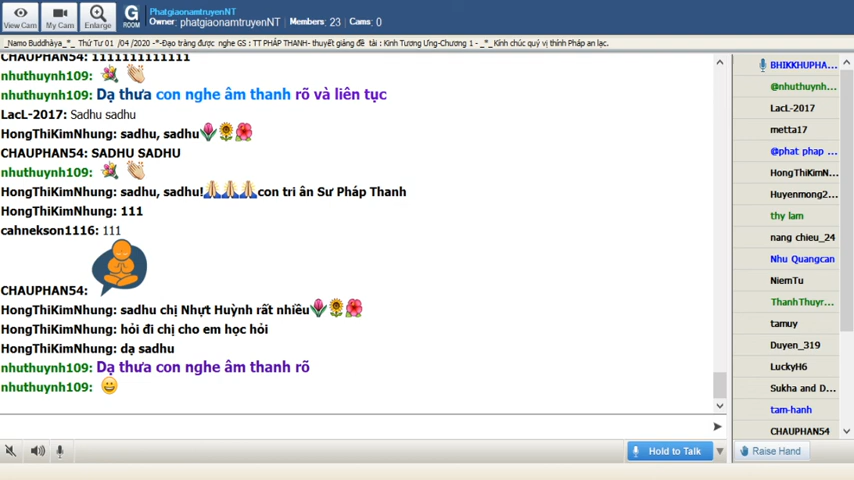 View Cam
My Cam
Enlarge
G
ROOM
PhatgiaonamtruyenNT
Owner: phatgiaonamtruyenNT | Members: 23 | Cams: 0
_Namo Buddhàya_*_ Thứ Tư 01 /04 /2020 -*-Đạo tràng được nghe GS : TT PHÁP THANH- thuyết giảng đề tài : Kinh Tương Ưng-Chương 1 - _*_Kính chúc quý vị thính Pháp an lạc.
CHAUPHAN54: 1111111111111
nhuthuynh109:
nhuthuynh109: Dạ thưa con nghe âm thanh rõ và liên tục
LacL-2017: Sadhu sadhu
HongThiKimNhung: sadhu, sadhu
CHAUPHAN54: SADHU SADHU
nhuthuynh109:
HongThiKimNhung: sadhu, sadhu! con tri ân Sư Pháp Thanh
HongThiKimNhung: 111
cahnekson1116: 111
CHAUPHAN54:
HongThiKimNhung: sadhu chị Nhựt Huỳnh rất nhiều
HongThiKimNhung: hỏi đi chị cho em học hỏi
HongThiKimNhung: dạ sadhu
nhuthuynh109: Dạ thưa con nghe âm thanh rõ
nhuthuynh109:
BHIKKHUPHA...
@nhuthuynh...
LacL-2017
metta17
@phat phap ...
HongThiKimN...
Huyenmong2...
thy lam
nang chieu_24
Nhu Quangcan
NiemTu
ThanhThuyr...
tamuy
Duyen_319
LuckyH6
Sukha and D...
tam-hanh
CHAUPHAN54
Hold to Talk
Raise Hand